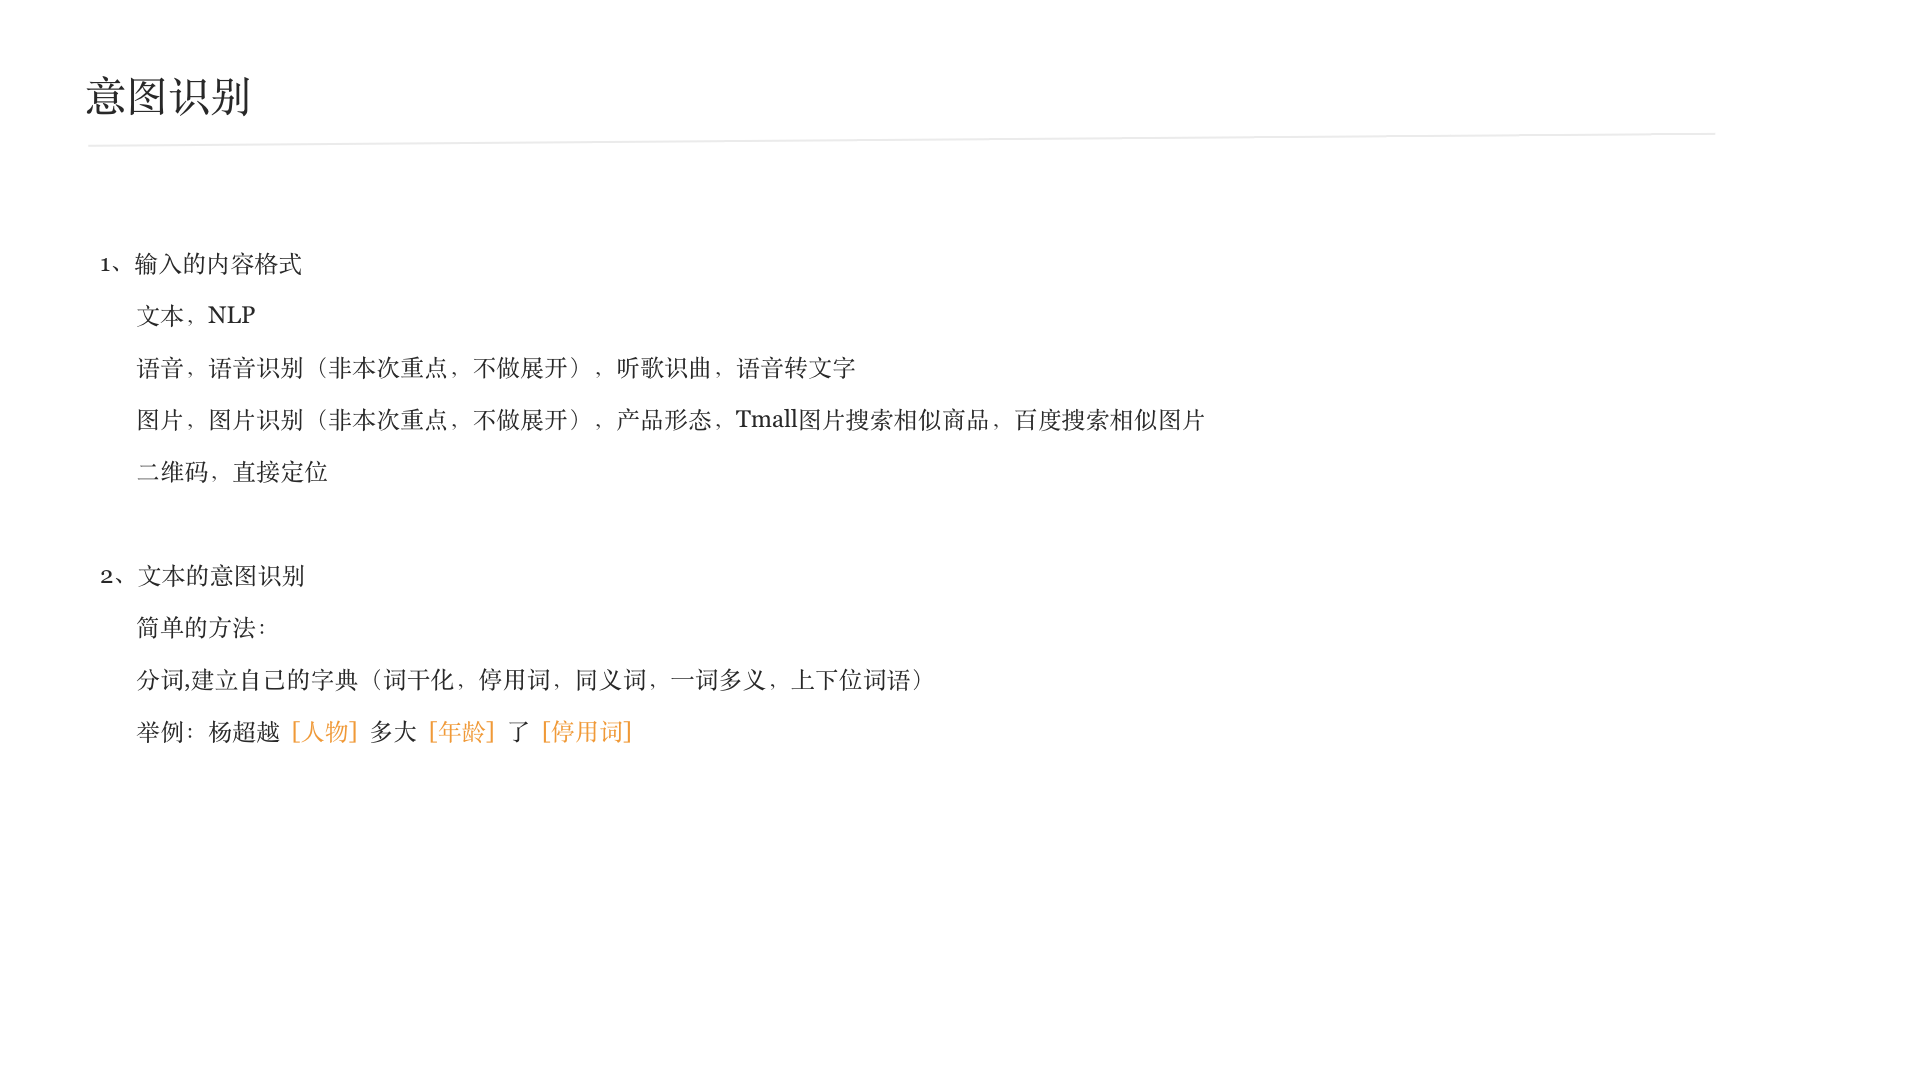 意图识别
1、输入的内容格式
文本，NLP
语音，语音识别（非本次重点，不做展开），听歌识曲，语音转文字
图片，图片识别（非本次重点，不做展开），产品形态，Tmall图片搜索相似商品，百度搜索相似图片
二维码，直接定位
2、文本的意图识别
简单的方法：
分词,建立自己的字典（词干化，停用词，同义词，一词多义，上下位词语）
举例：杨超越 [人物] 多大 [年龄] 了 [停用词]